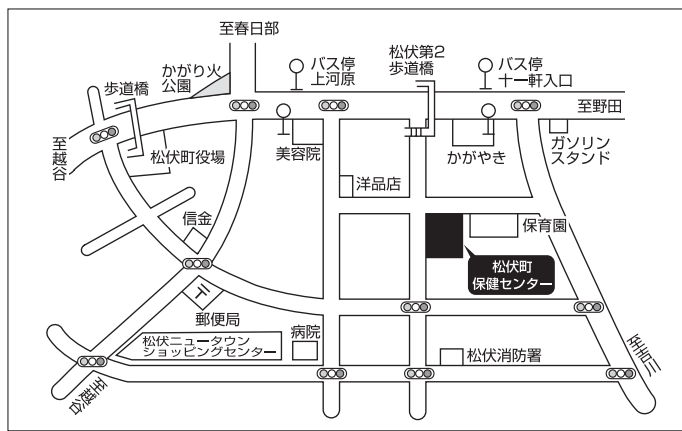 至春日部
かがり火
公園
歩道橋
バス停
上河原
松伏第2
歩道橋
バス停
十一軒入口
至野田
至越谷
松伏町役場
美容院
かがやき
ガソリン
スタンド
洋品店
信金
保育園
松伏町
保健センター
〒
郵便局
松伏ニュータウン
ショッピングセンター
病院
松伏消防署
至吉川
至越谷